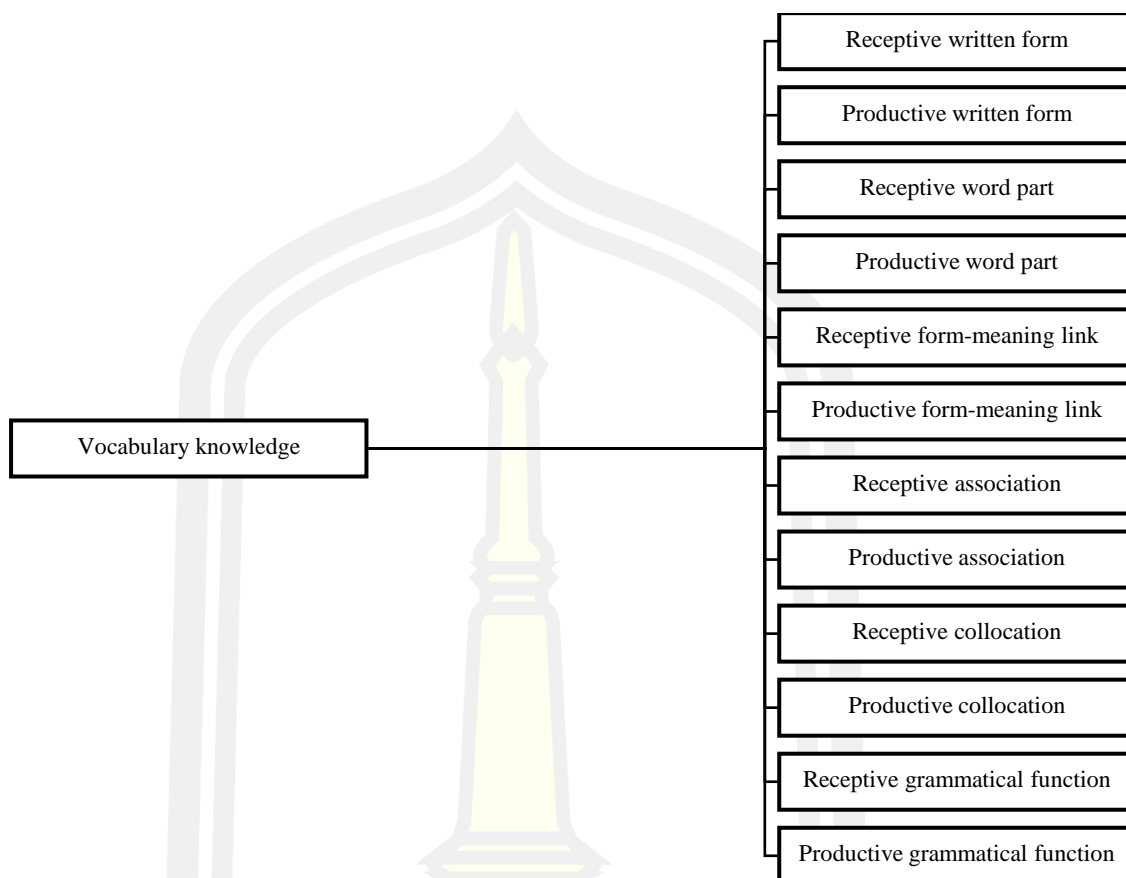 Receptive written form
Productive written form
Receptive word part
Productive word part
Receptive form-meaning link
Productive form-meaning link
Vocabulary knowledge
Receptive association
Productive association
Receptive collocation
Productive collocation
Receptive grammatical function
Productive grammatical function